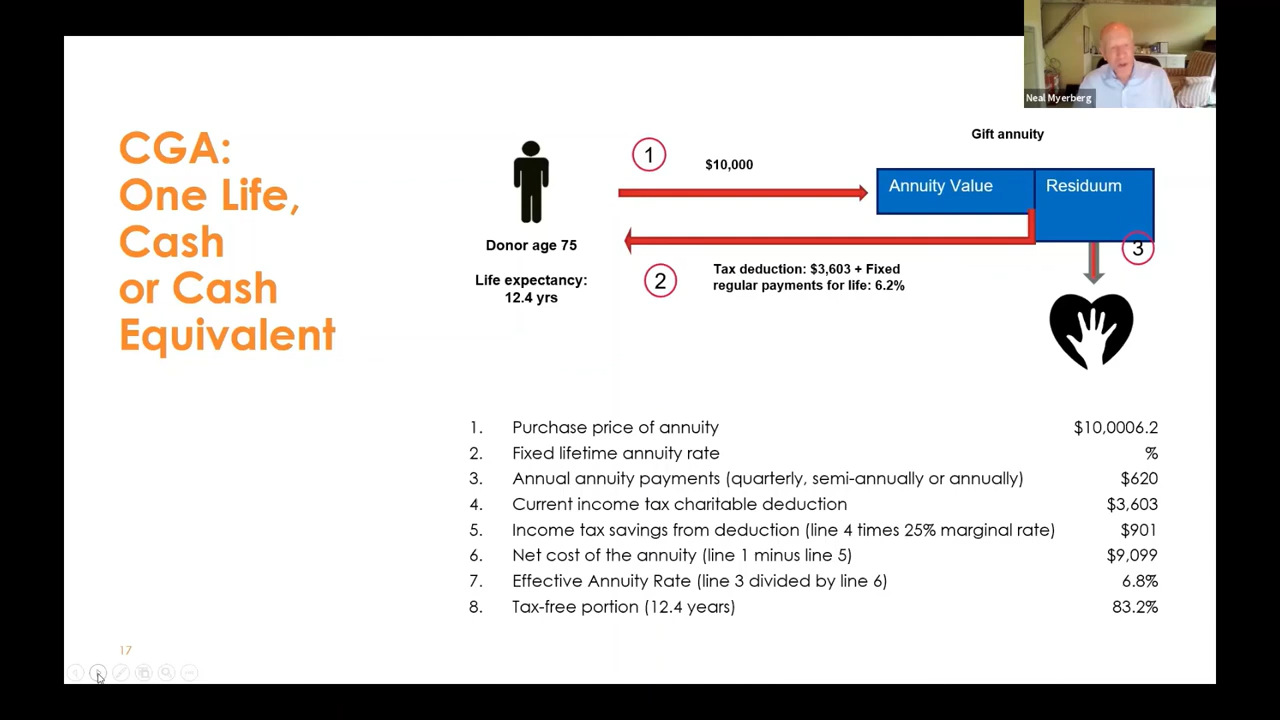 Neal Myerberg
CGA:
One Life,
Cash
or Cash
Equivalent
1
$10,000
Gift annuity
Annuity Value
Residuum
Donor age 75
Life expectancy:
12.4 yrs
2
Tax deduction: $3,603 + Fixed
regular payments for life: 6.2%
3
1. Purchase price of annuity $10,0006.2
2. Fixed lifetime annuity rate %
3. Annual annuity payments (quarterly, semi-annually or annually) $620
4. Current income tax charitable deduction $3,603
5. Income tax savings from deduction (line 4 times 25% marginal rate) $901
6. Net cost of the annuity (line 1 minus line 5) $9,099
7. Effective Annuity Rate (line 3 divided by line 6) 6.8%
8. Tax-free portion (12.4 years) 83.2%
17